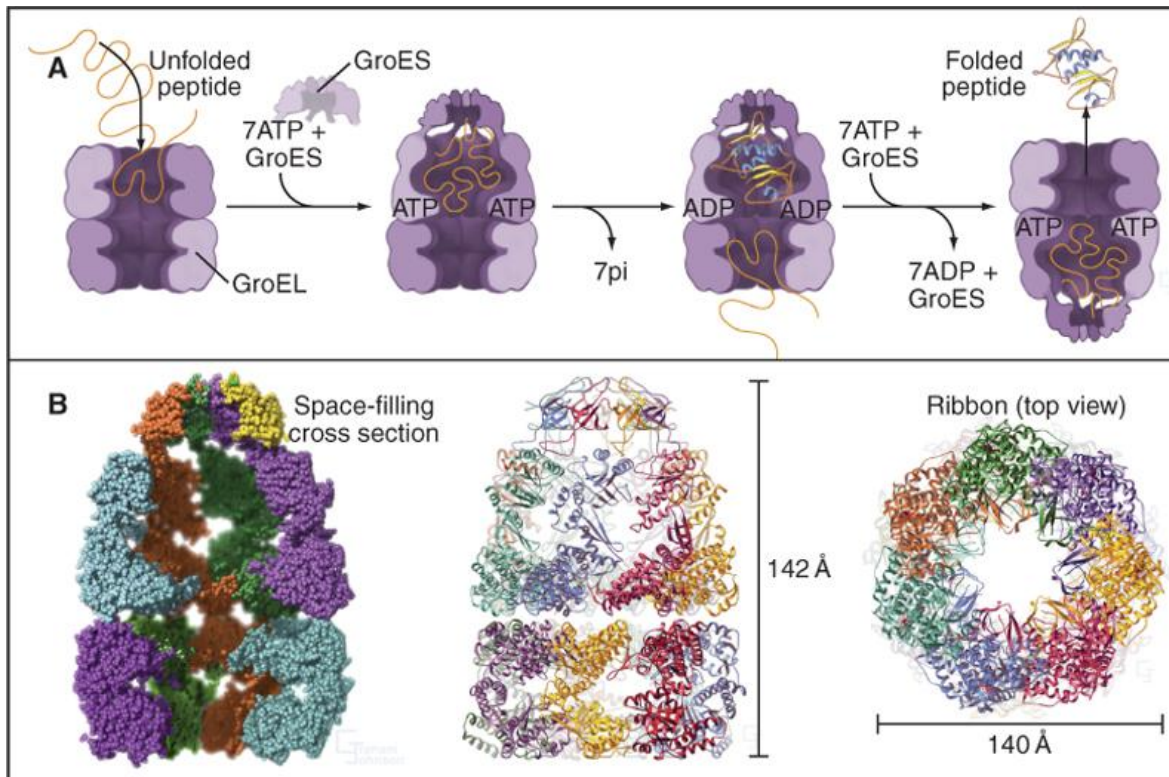 A
Unfolded
peptide
GroES
7ATP +
GroES
GroEL
ATP ATP
7pi
ADP ADP
7ATP +
GroES
7ADP +
GroES
Folded
peptide
ATP ATP
B
Space-filling
cross section
142 Å
Ribbon (top view)
140 Å